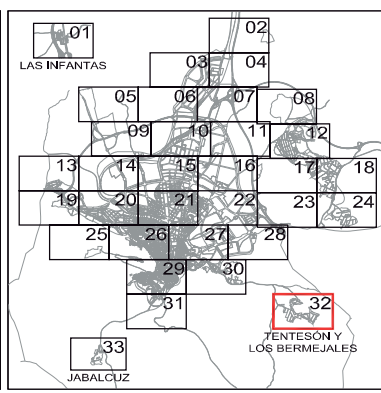 02
01
LAS INFANTAS
03 04
05 06 07 08
09 10 11 12
13 14 15 16 17 18
19 20 21 22 23 24
25 26 27 28
29 30
31 32
TENTESÓN Y
LOS BERMEJALES
33
JABALCUZ